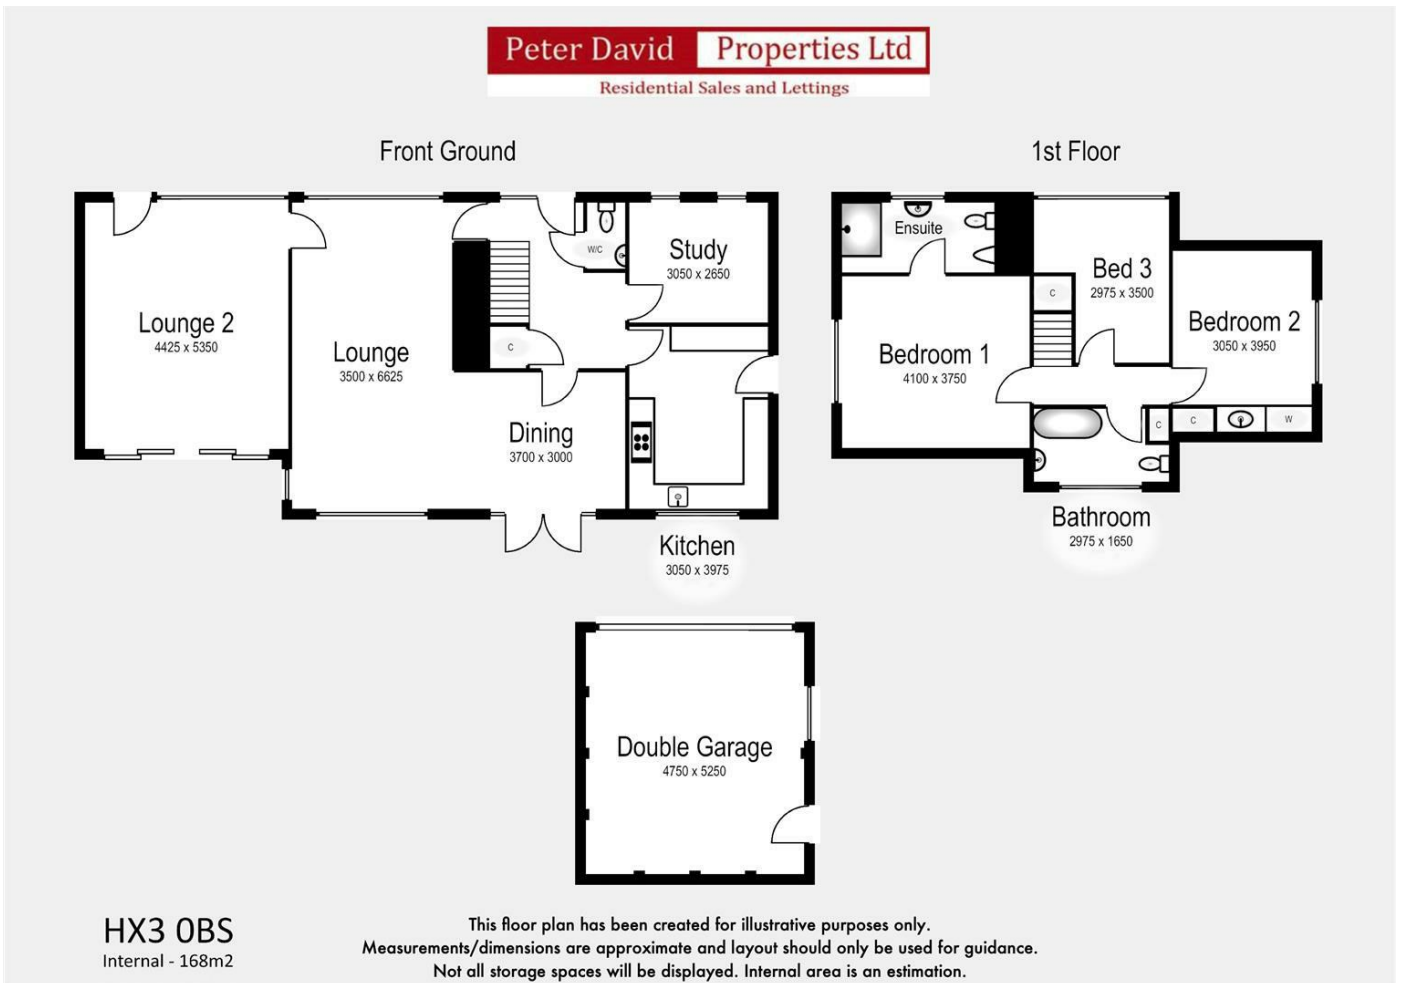 Peter David Properties Ltd
Residential Sales and Lettings
Front Ground
1st Floor
Lounge 2
4425 x 5350
Lounge
3500 x 6625
W/C
C
Study
3050 x 2650
Dining
3700 x 3000
Kitchen
3050 x 3975
Ensuite
Bedroom 1
4100 x 3750
C
Bed 3
2975 x 3500
Bedroom 2
3050 x 3950
C
C
W
Bathroom
2975 x 1650
Double Garage
4750 x 5250
HX3 0BS
Internal - 168m2
This floor plan has been created for illustrative purposes only.
Measurements/dimensions are approximate and layout should only be used for guidance.
Not all storage spaces will be displayed. Internal area is an estimation.